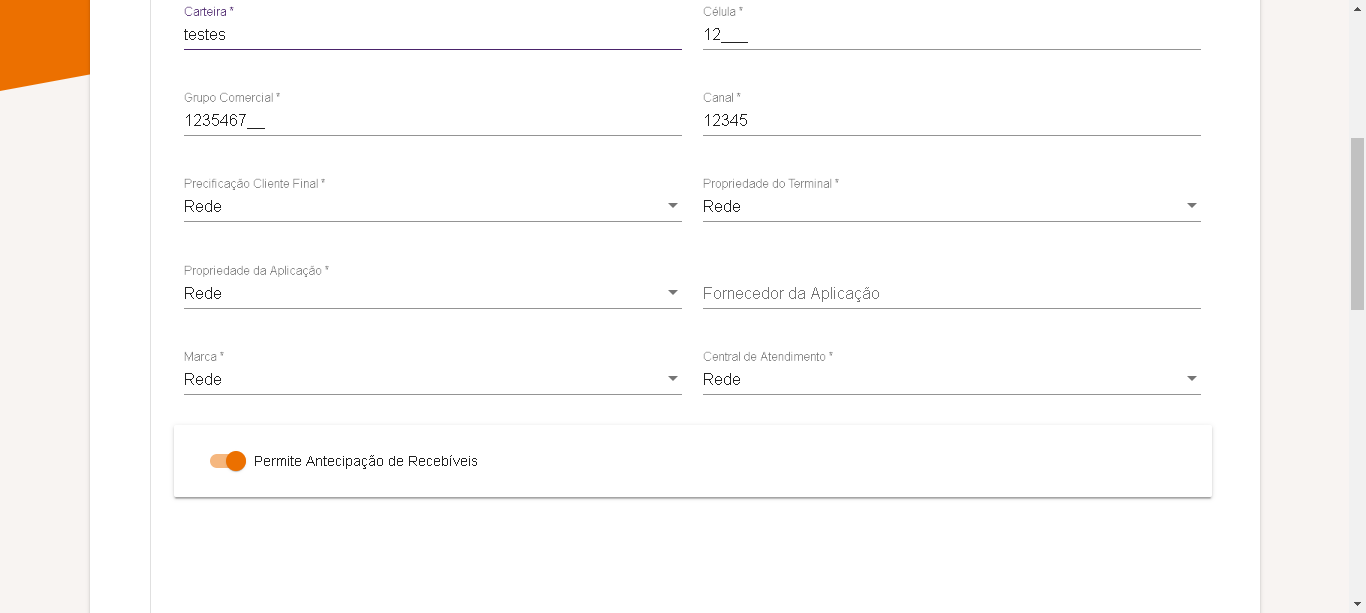 Carteira *
Célula *
testes
12___
Grupo Comercial *
Canal *
1235467__
12345
Precificação Cliente Final *
Propriedade do Terminal *
Rede
Rede
Propriedade da Aplicação *
Rede
Fornecedor da Aplicação
Marca *
Central de Atendimento *
Rede
Rede
Permite Antecipação de Recebíveis